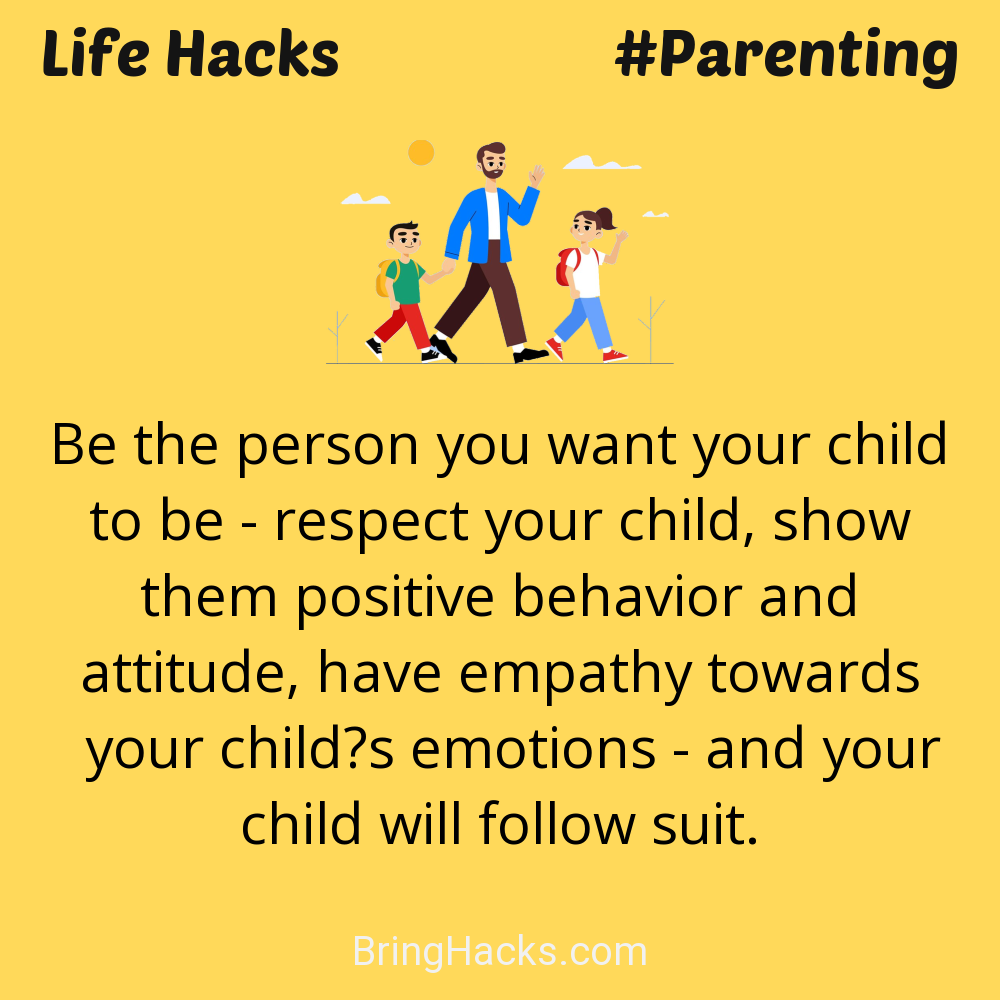 Life Hacks #Parenting
Be the person you want your child
to be - respect your child, show
them positive behavior and
attitude, have empathy towards
your child?s emotions - and your
child will follow suit.
BringHacks.com